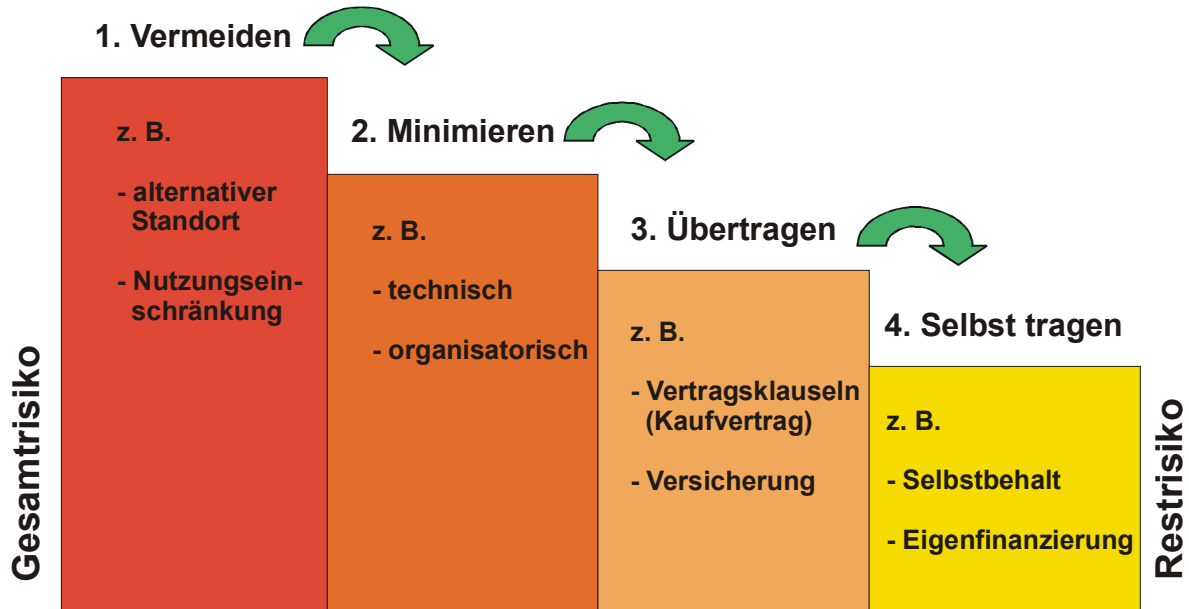 1. Vermeiden
z. B.
- alternativer
Standort
- Nutzungsein-
schränkung
2. Minimieren
z. B.
- technisch
- organisatorisch
3. Übertragen
z. B.
- Vertragsklauseln
(Kaufvertrag)
- Versicherung
4. Selbst tragen
z. B.
- Selbstbehalt
- Eigenfinanzierung
Gesamtrisiko
Restrisiko